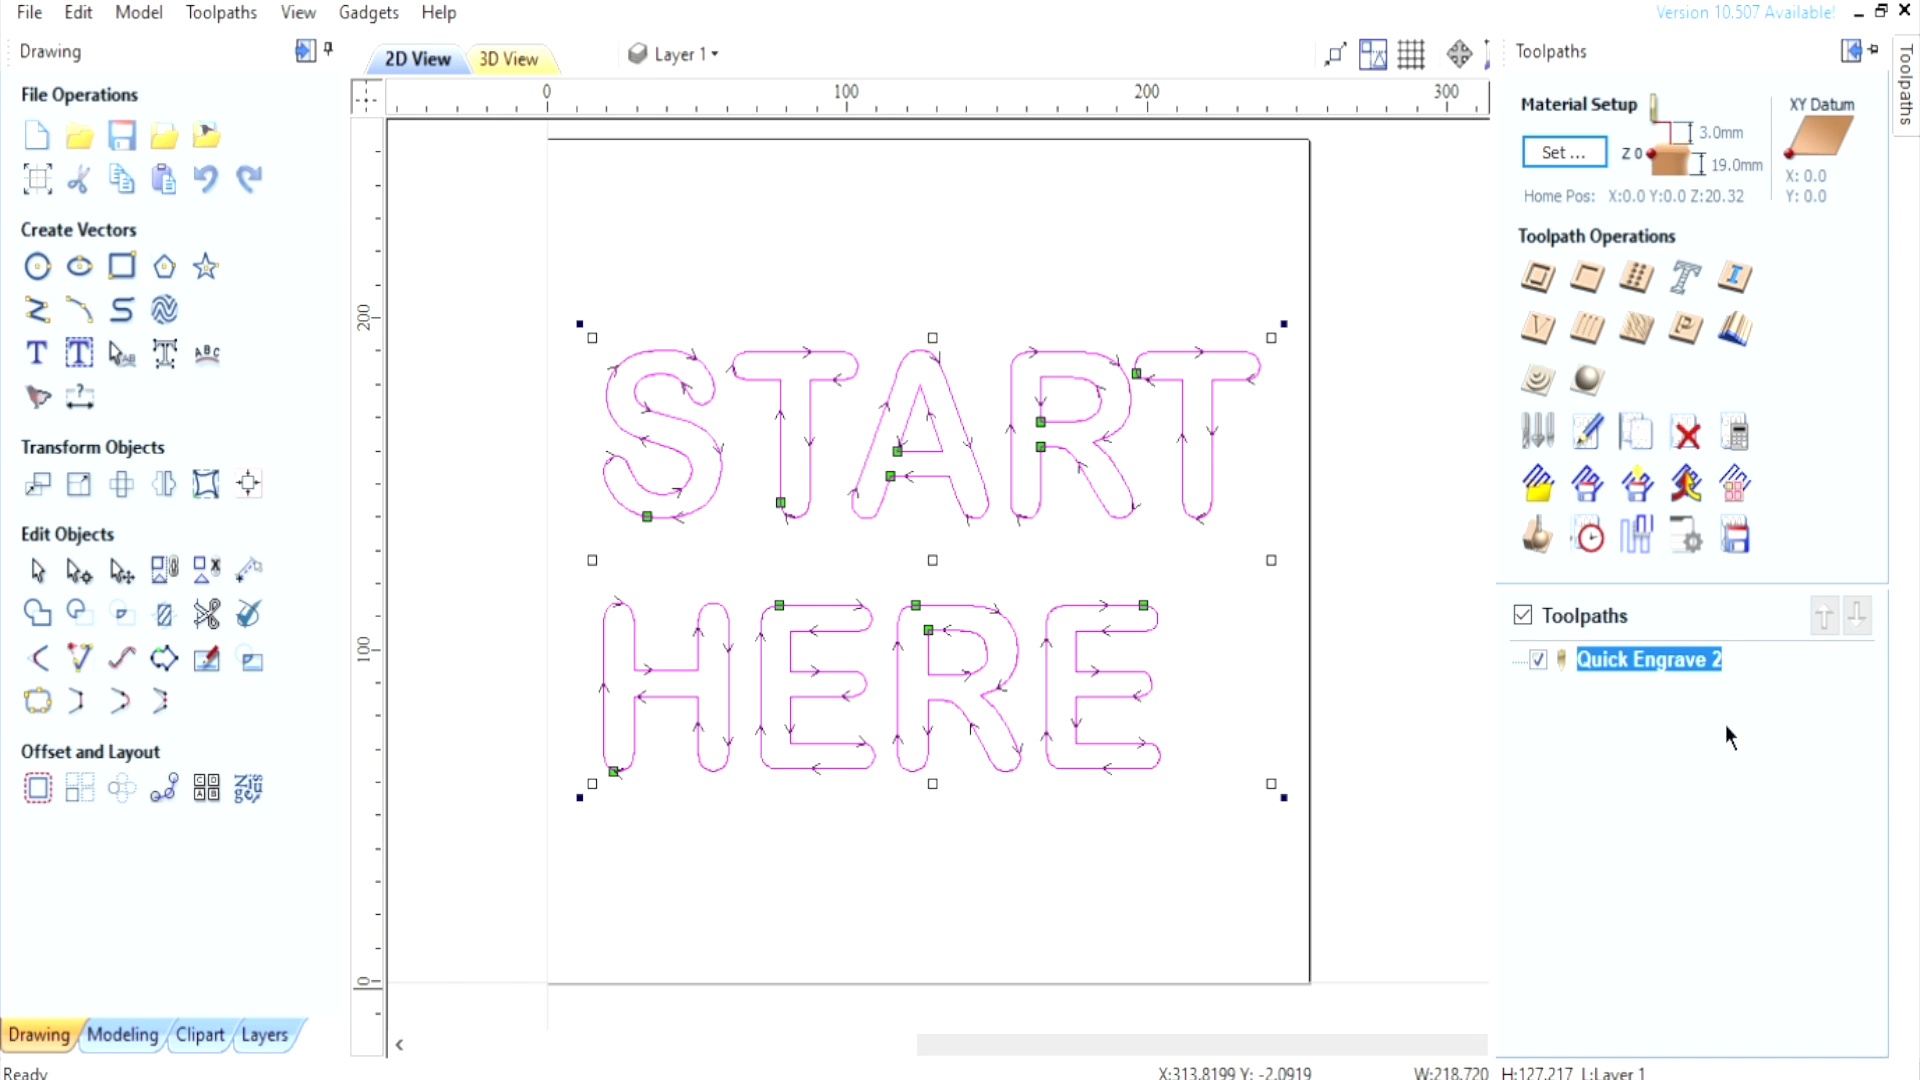 File Edit Model Toolpaths View Gadgets Help
Version 10.507 Available!
Drawing
File Operations
Create Vectors
Transform Objects
Edit Objects
Offset and Layout
Drawing Modeling Clipart Layers
Ready
2D View 3D View Layer 1
0 100 200 300
200
100
0
START
HERE
X:313.8199 Y: -2.0919
W:218.720 H:127.217 L:Layer 1
Toolpaths
Toolpaths
Material Setup
Set ...
Z 0
3.0mm
19.0mm
XY Datum
X: 0.0
Y: 0.0
Home Pos: X:0.0 Y:0.0 Z:20.32
Toolpath Operations
Toolpaths
Quick Engrave 2